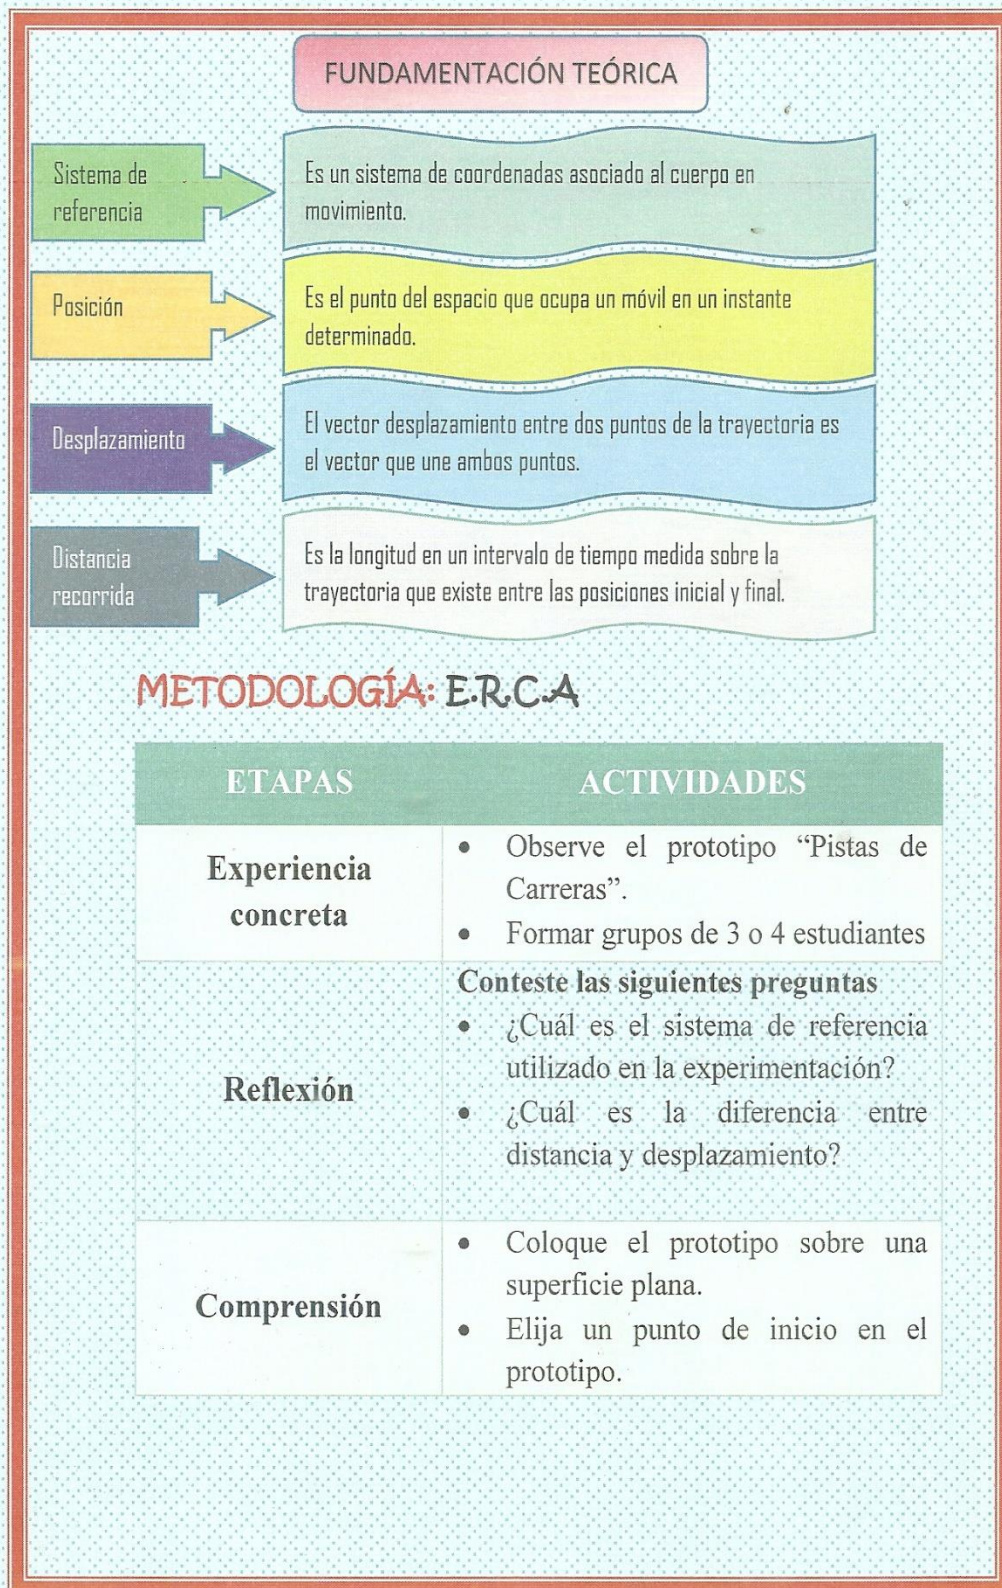 FUNDAMENTACIÓN TEÓRICA
Sistema de
referencia
Es un sistema de coordenadas asociado al cuerpo en
movimiento.
Posición
Es el punto del espacio que ocupa un móvil en un instante
determinado.
Desplazamiento
El vector desplazamiento entre dos puntos de la trayectoria es
el vector que une ambos puntos.
Distancia
recorrida
Es la longitud en un intervalo de tiempo medida sobre la
trayectoria que existe entre las posiciones inicial y final.
METODOLOGÍA: E.R.C.A
ETAPAS
ACTIVIDADES
Experiencia
concreta
• Observe el prototipo “Pistas de
Carreras”.
• Formar grupos de 3 o 4 estudiantes
Reflexión
Conteste las siguientes preguntas
• ¿Cuál es el sistema de referencia
utilizado en la experimentación?
• ¿Cuál es la diferencia entre
distancia y desplazamiento?
Comprensión
• Coloque el prototipo sobre una
superficie plana.
• Elija un punto de inicio en el
prototipo.